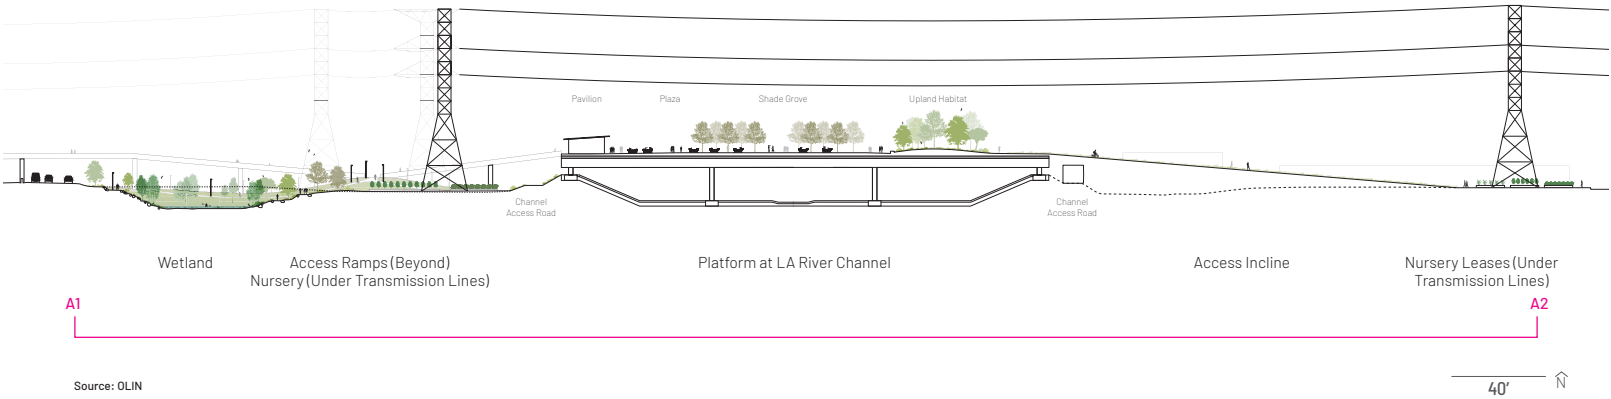 Pavilion
Plaza
Shade Grove
Upland Habitat
Channel
Access Road
Channel
Access Road
Wetland
Access Ramps (Beyond)
Nursery (Under Transmission Lines)
Platform at LA River Channel
Access Incline
Nursery Leases (Under
Transmission Lines)
A1
A2
Source: OLIN
40'
N